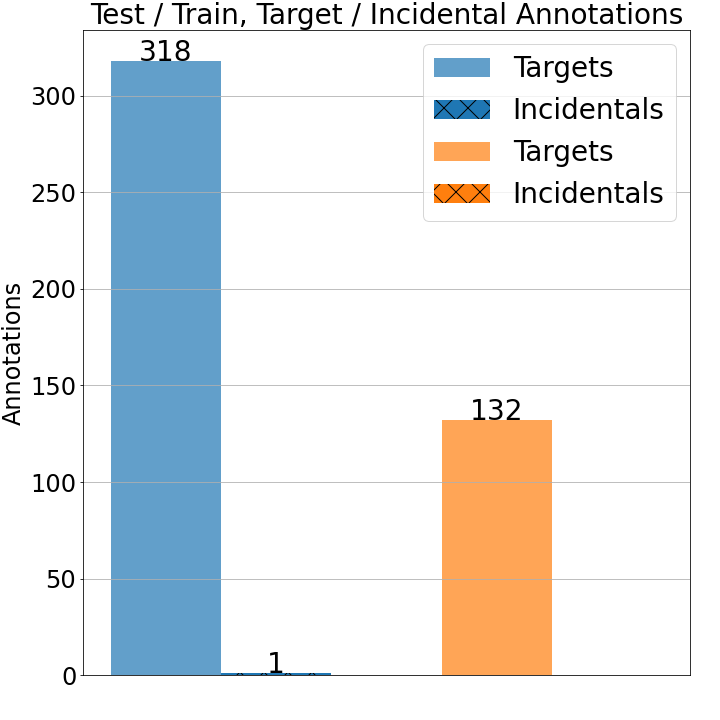 Test / Train, Target / Incidental Annotations
318
Targets
Incidentals
Targets
Incidentals
300
250
200
150
132
100
50
1
0
Annotations